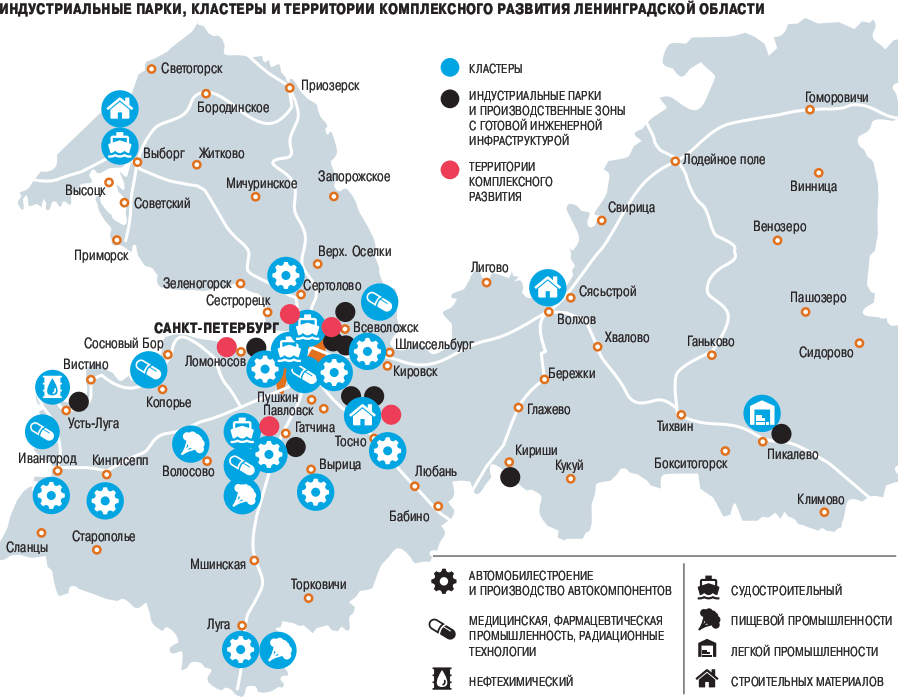 ИНДУСТРИАЛЬНЫЕ ПАРКИ, КЛАСТЕРЫ И ТЕРРИТОРИИ КОМПЛЕКСНОГО РАЗВИТИЯ ЛЕНИНГРАДСКОЙ ОБЛАСТИ
КЛАСТЕРЫ
ИНДУСТРИАЛЬНЫЕ ПАРКИ
И ПРОИЗВОДСТВЕННЫЕ ЗОНЫ
С ГОТОВОЙ ИНЖЕНЕРНОЙ
ИНФРАСТРУКТУРОЙ
ТЕРРИТОРИИ
КОМПЛЕКСНОГО
РАЗВИТИЯ
Светогорск
Приозерск
Бородинское
Гоморовичи
Выборг
Житково
Лодейное поле
Высоцк
Мичуринское
Запорожское
Винница
Советский
Свирица
Приморск
Верх. Оселки
Венозеро
Лигово
Зеленогорск
Сертолово
Сясьстрой
Пашозеро
Сестрорецк
САНКТ-ПЕТЕРБУРГ
Всеволожск
Волхов
Сосновый Бор
Шлиссельбург
Хвалово
Ганьково
Сидорово
Вистино
Ломоносов
Кировск
Бережки
Копорье
Пушкин
Павловск
Глажево
Усть-Луга
Гатчина
Тосно
Тихвин
Ивангород
Кингисепп
Волосово
Вырица
Любань
Кириши
Кукуй
Бокситогорск
Пикалево
Бабино
Климово
Сланцы
Старополье
Мшинская
Торковичи
Луга
АВТОМОБИЛЕСТРОЕНИЕ
И ПРОИЗВОДСТВО АВТОКОМПОНЕНТОВ
МЕДИЦИНСКАЯ, ФАРМАЦЕВТИЧЕСКАЯ
ПРОМЫШЛЕННОСТЬ, РАДИАЦИОННЫЕ
ТЕХНОЛОГИИ
НЕФТЕХИМИЧЕСКИЙ
СУДОСТРОИТЕЛЬНЫЙ
ПИЩЕВОЙ ПРОМЫШЛЕННОСТИ
ЛЕГКОЙ ПРОМЫШЛЕННОСТИ
СТРОИТЕЛЬНЫХ МАТЕРИАЛОВ